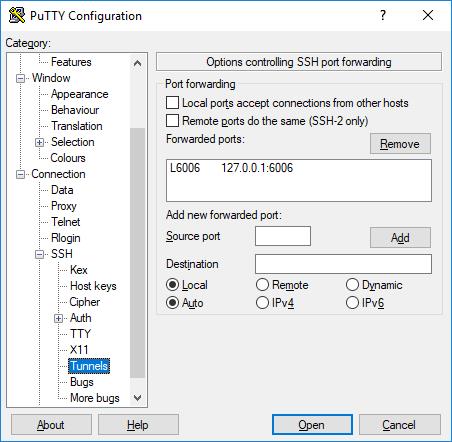 PuTTY Configuration
?
Category:
Features
Window
Appearance
Behaviour
Translation
Selection
Colours
Connection
Data
Proxy
Telnet
Rlogin
SSH
Kex
Host keys
Cipher
Auth
TTY
X11
Tunnels
Bugs
More bugs
Options controlling SSH port forwarding
Port forwarding
Local ports accept connections from other hosts
Remote ports do the same (SSH-2 only)
Forwarded ports:
Remove
L6006 127.0.0.1:6006
Add new forwarded port:
Source port
Add
Destination
Local Remote Dynamic
Auto IPv4 IPv6
About Help Open Cancel